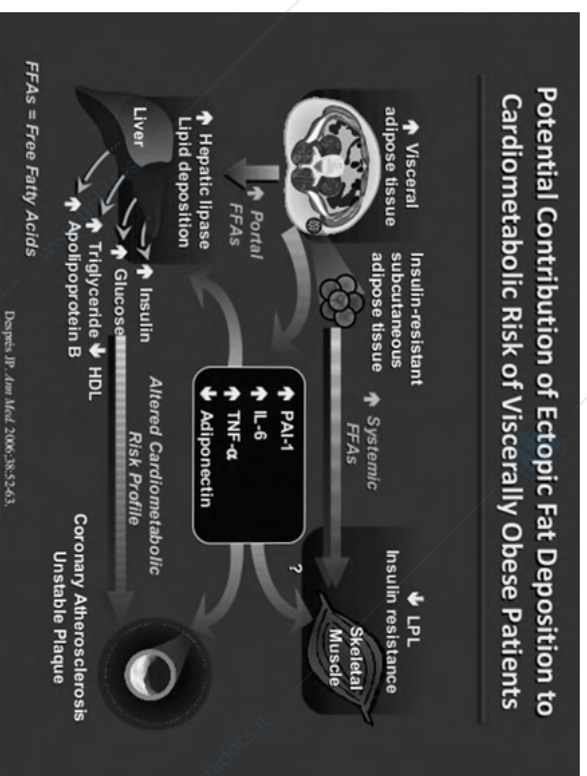 Potential Contribution of Ectopic Fat Deposition to
Cardiometabolic Risk of Viscerally Obese Patients
↑ Visceral
adipose tissue
Insulin-resistant
subcutaneous
adipose tissue
↑ Systemic
FFAs
↓ LPL
Insulin resistance
Skeletal
Muscle
↑ Portal
FFAs
↑ PAI-1
↑ IL-6
↑ TNF-α
↓ Adiponectin
?
↑ Hepatic lipase
Lipid deposition
Liver
↑ Insulin
↑ Glucose
↑ Triglyceride ↓ HDL
↑ Apolipoprotein B
Altered Cardiometabolic
Risk Profile
Coronary Atherosclerosis
Unstable Plaque
FFAs = Free Fatty Acids
Després JP. Ann Med. 2006;38:52-63.